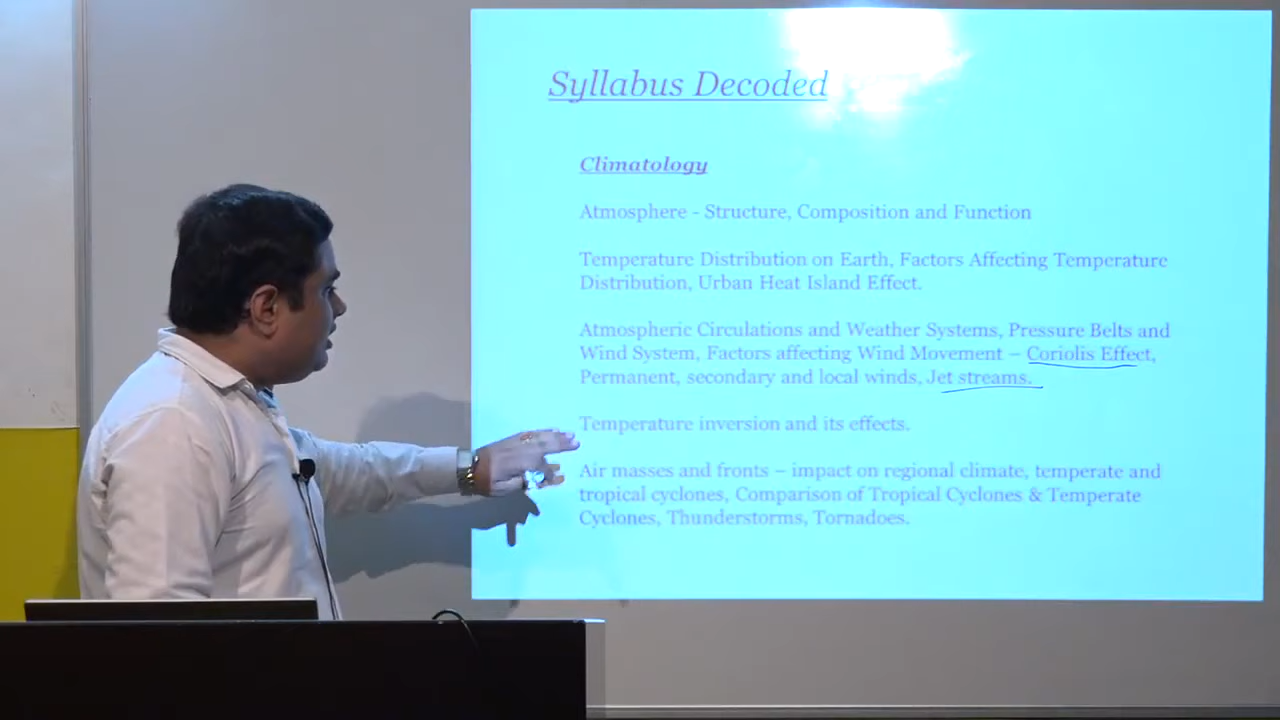 Syllabus Decoded
Climatology
Atmosphere - Structure, Composition and Function
Temperature Distribution on Earth, Factors Affecting Temperature
Distribution, Urban Heat Island Effect.
Atmospheric Circulations and Weather Systems, Pressure Belts and
Wind System, Factors affecting Wind Movement – Coriolis Effect,
Permanent, secondary and local winds, Jet streams.
Temperature inversion and its effects.
Air masses and fronts – impact on regional climate, temperate and
tropical cyclones, Comparison of Tropical Cyclones & Temperate
Cyclones, Thunderstorms, Tornadoes.